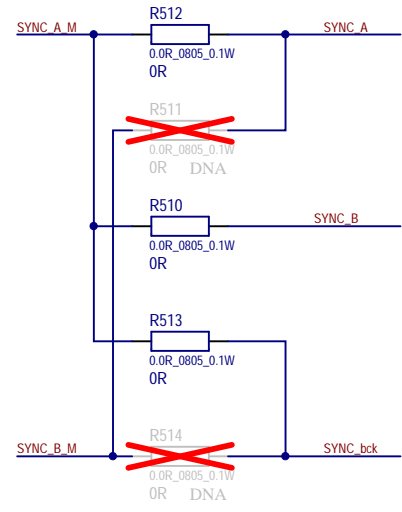 R512
SYNC_A_M
SYNC_A
0.0R_0805_0.1W
0R
R511
0.0R_0805_0.1W
0R DNA
R510
SYNC_B
0.0R_0805_0.1W
0R
R513
0.0R_0805_0.1W
0R
R514
SYNC_B_M
SYNC_bck
0.0R_0805_0.1W
0R DNA